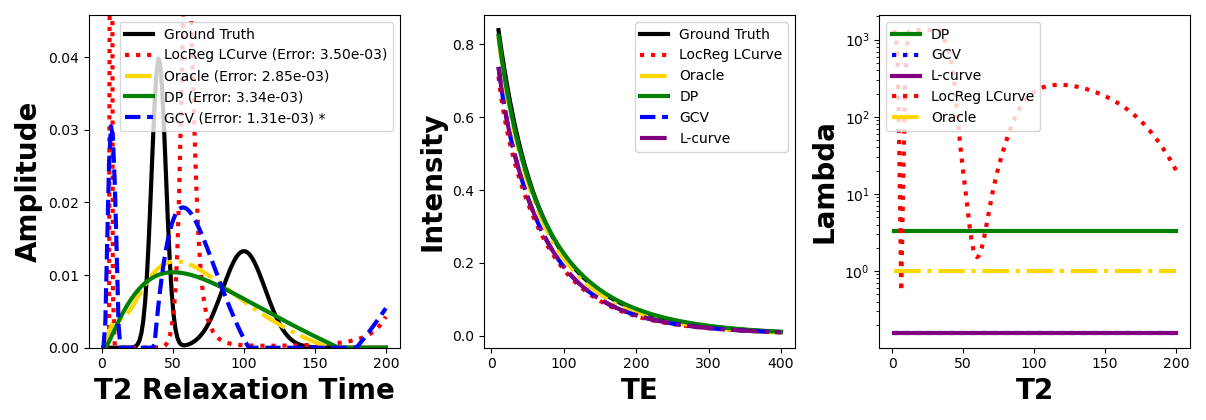 Amplitude
0.00
0.01
0.02
0.03
0.04
Ground Truth
LocReg LCurve (Error: 3.50e-03)
Oracle (Error: 2.85e-03)
DP (Error: 3.34e-03)
GCV (Error: 1.31e-03) *
0 50 100 150 200
T2 Relaxation Time
Intensity
0.0
0.2
0.4
0.6
0.8
Ground Truth
LocReg LCurve
Oracle
DP
GCV
L-curve
0 100 200 300 400
TE
Lambda
10³
10²
10¹
10⁰
DP
GCV
L-curve
LocReg LCurve
Oracle
0 50 100 150 200
T2